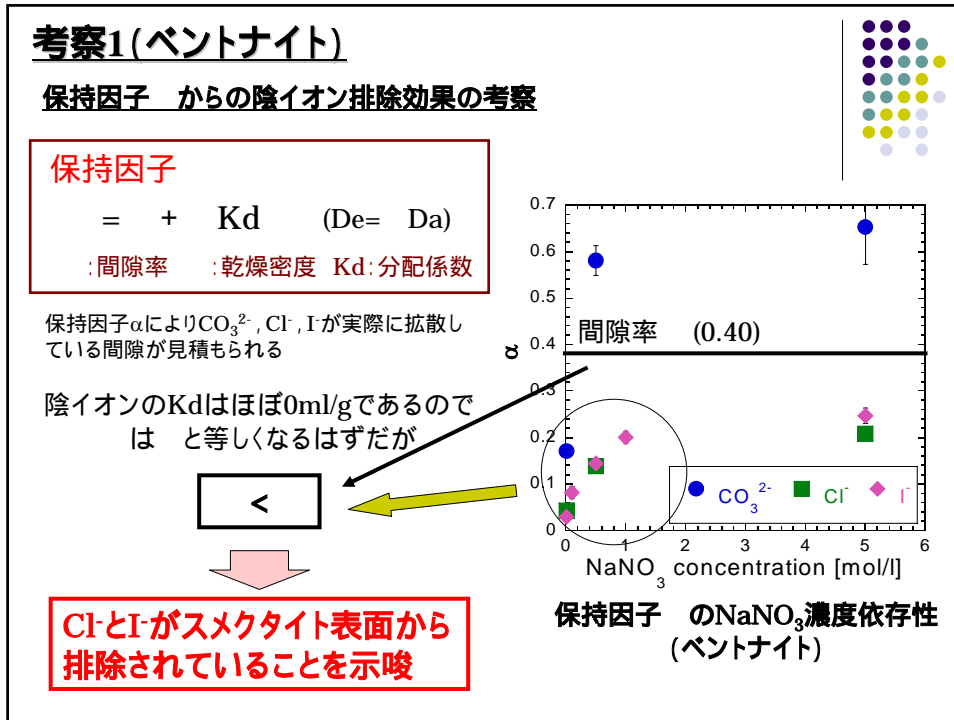 考察1(ベントナイト)
保持因子 からの陰イオン排除効果の考察
保持因子
= + Kd (De= Da)
:間隙率 :乾燥密度 Kd:分配係数
保持因子αによりCO₃²⁻, Cl⁻, I⁻が実際に拡散し
ている間隙が見積もられる
陰イオンのKdはほぼ0ml/gであるので
は と等しくなるはずだが
<
Cl⁻とI⁻がスメクタイト表面から
排除されていることを示唆
0.7
0.6
0.5
0.4
0.3
0.2
0.1
0
α
間隙率 (0.40)
CO₃²⁻ Cl⁻ I⁻
0 1 2 3 4 5 6
NaNO₃ concentration [mol/l]
保持因子 のNaNO₃濃度依存性
(ベントナイト)